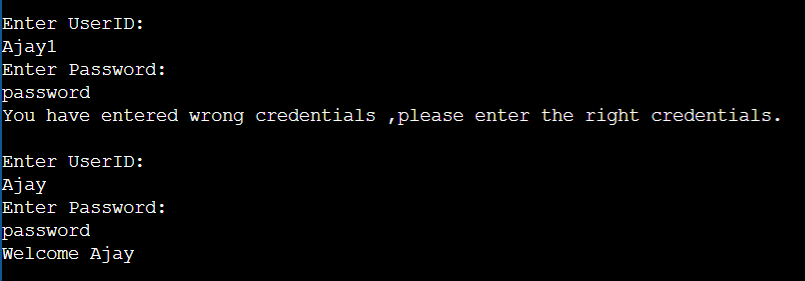 Enter UserID:
Ajay1
Enter Password:
password
You have entered wrong credentials ,please enter the right credentials.
Enter UserID:
Ajay
Enter Password:
password
Welcome Ajay